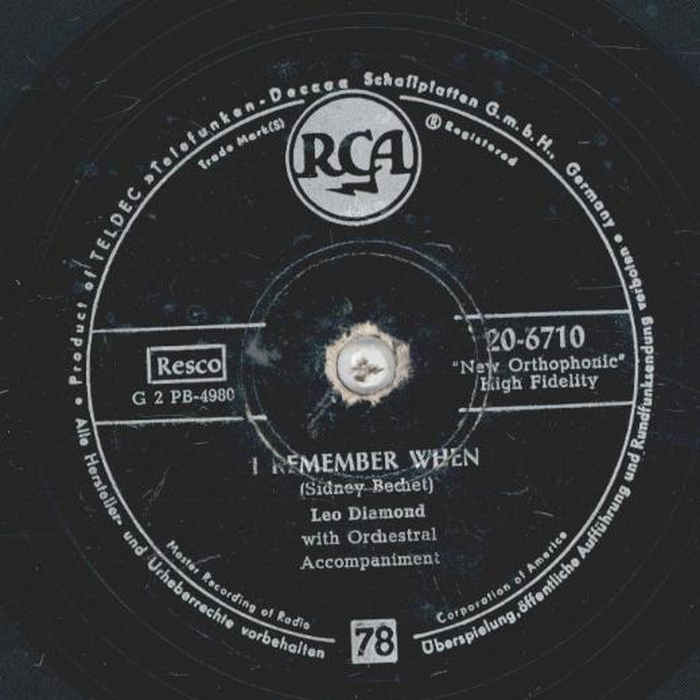 • Product of TELDEC »Telefunken-Decca« Schallplatten G.m.b.H., Germany •
Trade Mark(S)
® Registered
RCA
Resco
G 2 PB-4980
20-6710
"New Orthophonic"
High Fidelity
I REMEMBER WHEN
(Sidney Bechet)
Leo Diamond
with Orchestral
Accompaniment
Master Recording of Radio
Corporation of America
Alle Hersteller- und Urheberrechte vorbehalten
78
Überspielung, öffentliche Aufführung und Rundfunksendung verboten